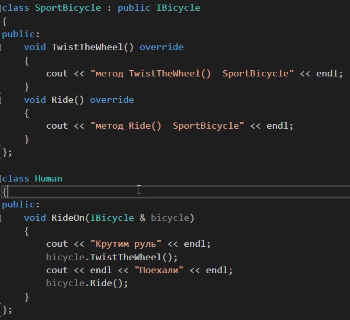 class SportBicycle : public IBicycle
{
public:
    void TwistTheWheel() override
    {
        cout << "метод TwistTheWheel()  SportBicycle" << endl;
    }
    void Ride() override
    {
        cout << "метод Ride()  SportBicycle" << endl;
    }
};
class Human
{
public:
    void RideOn(IBicycle & bicycle)
    {
        cout << "Крутим руль" << endl;
        bicycle.TwistTheWheel();
        cout << endl << "Поехали" << endl;
        bicycle.Ride();
    }
};